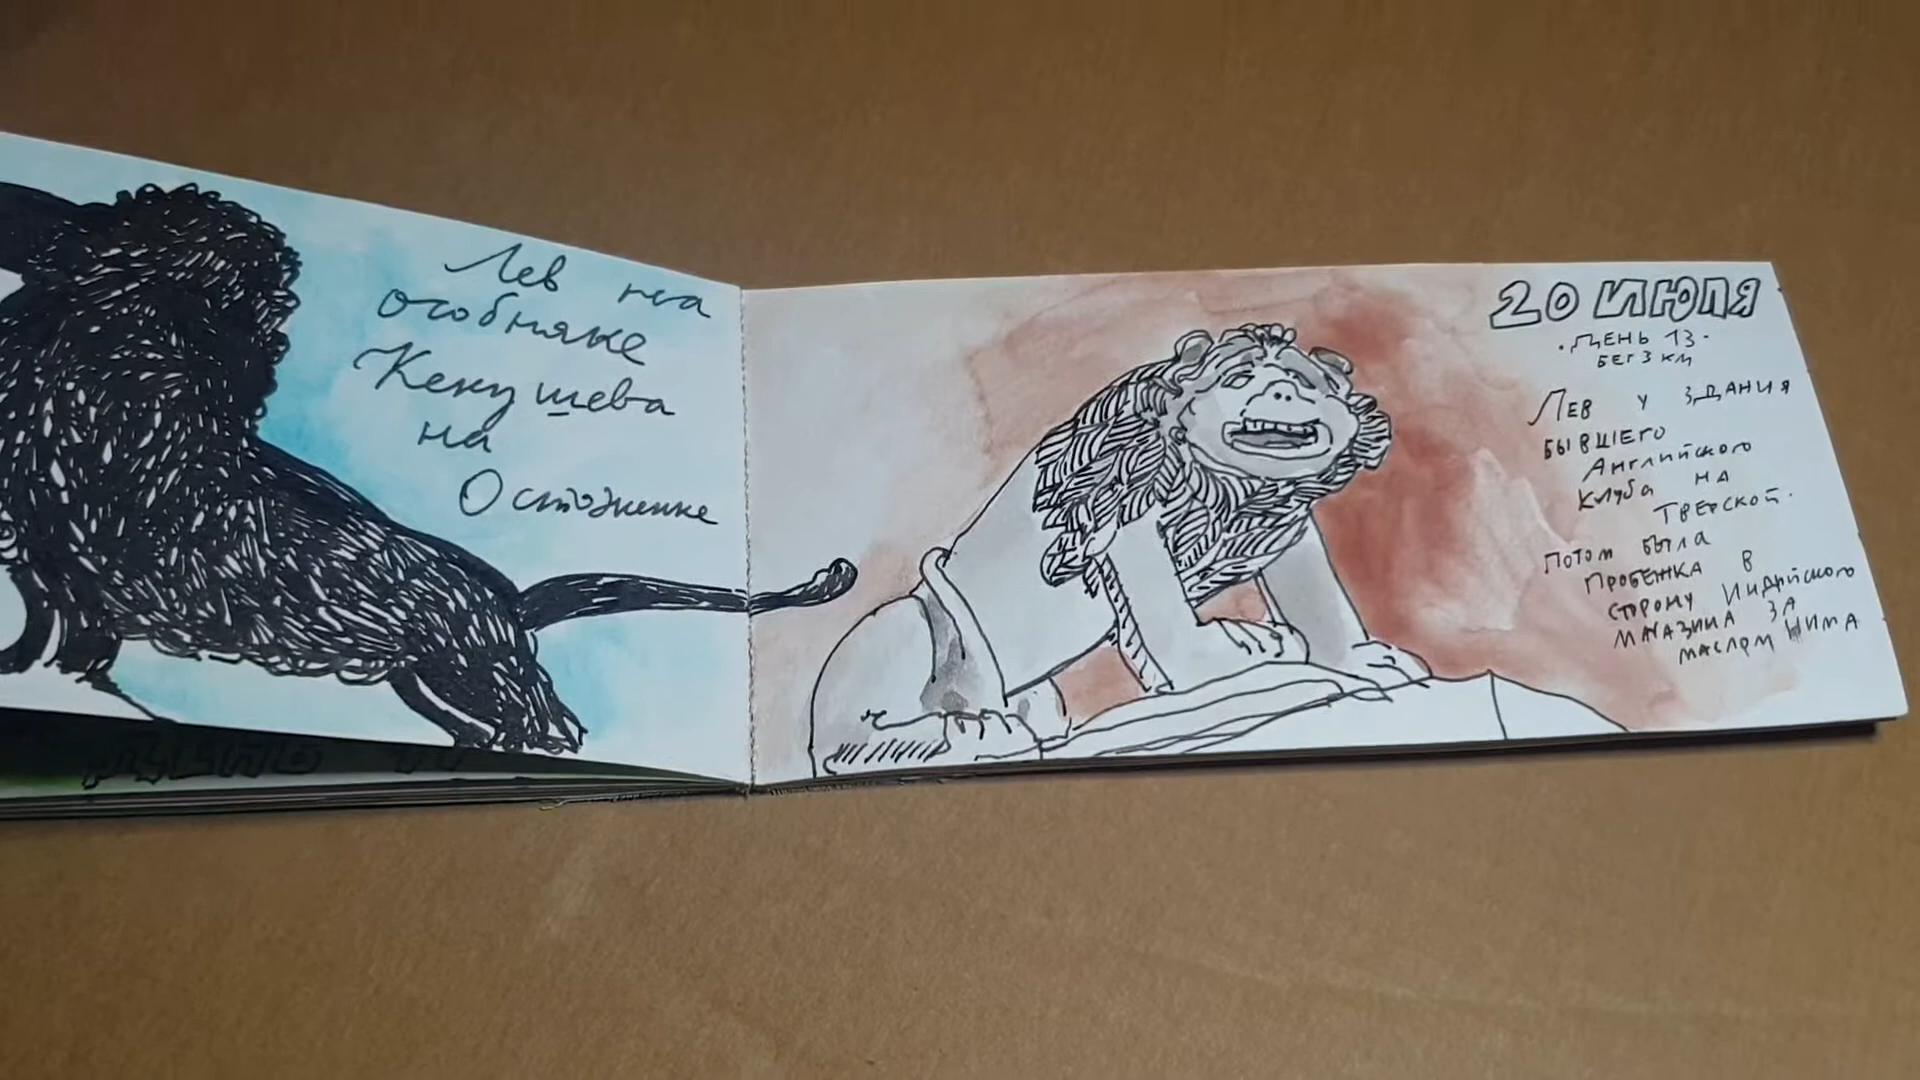 Лев на
особняке
Кекушева
на
Остоженке
20 ИЮЛЯ
·ДЕНЬ 13·
БЕГ 3 КМ
ЛЕВ У ЗДАНИЯ
БЫВШЕГО
АНГЛИЙСКОГО
КЛУБА НА
ТВЕРСКОЙ.
ПОТОМ БЫЛА
ПРОБЕЖКА В
СТОРОНУ ИНДИЙСКОГО
МАГАЗИНА ЗА
МАСЛОМ НИМА